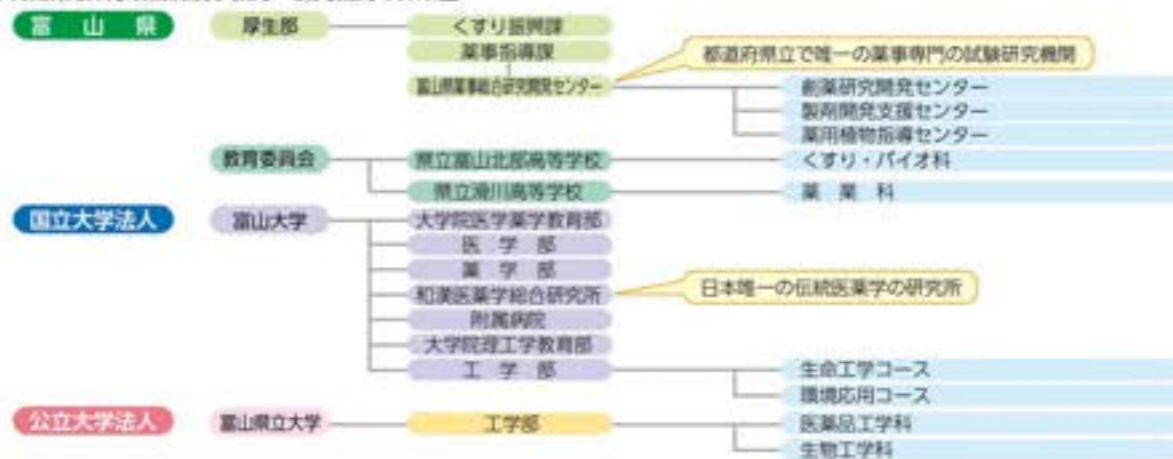 富山県 厚生部 くすり振興課
薬事指導課
都道府県立で唯一の薬事専門の試験研究機関
富山県薬事総合研究開発センター 創薬研究開発センター
製剤開発支援センター
薬用植物指導センター
教育委員会 県立富山北部高等学校 くすり・バイオ科
県立滑川高等学校 薬業科
国立大学法人 富山大学 大学院医学薬学教育部
医学部
薬学部
和漢医薬学総合研究所 日本唯一の伝統医薬学の研究所
附属病院
大学院理工学教育部
工学部 生命工学コース
環境応用コース
公立大学法人 富山県立大学 工学部 医薬品工学科
生物工学科